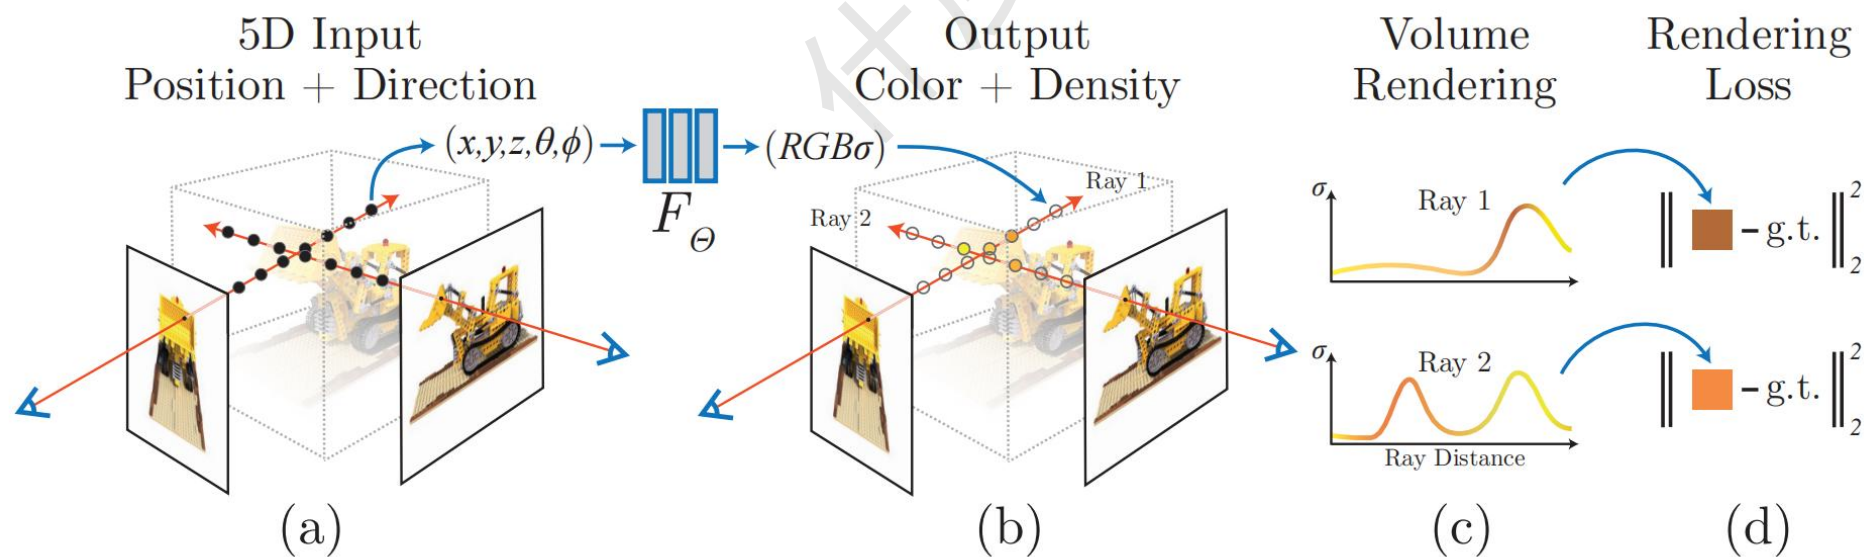 5D Input
Position + Direction
Output
Color + Density
Volume
Rendering
Rendering
Loss
(x,y,z,θ,ϕ)
F_Θ
(RGBσ)
Ray 1
Ray 2
σ
Ray 1
σ
Ray 2
Ray Distance
‖ – g.t. ‖²₂
‖ – g.t. ‖²₂
(a)
(b)
(c)
(d)